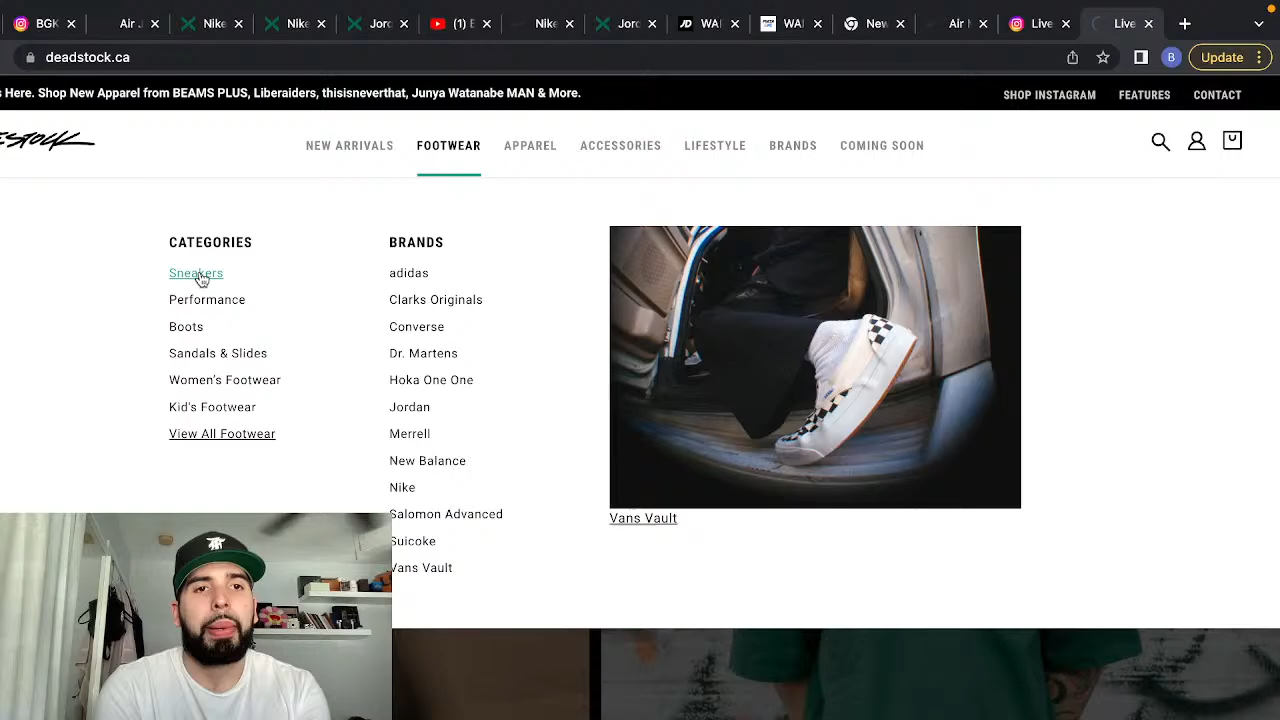 BGK
Air J
Nike
Nike
Jord
(1) E
Nike
Jord
JD WAI
WAI
New
Air M
Live
Live
deadstock.ca
B
Update
s Here. Shop New Apparel from BEAMS PLUS, Liberaiders, thisisneverthat, Junya Watanabe MAN & More.
SHOP INSTAGRAM FEATURES CONTACT
ESTOCK
NEW ARRIVALS FOOTWEAR APPAREL ACCESSORIES LIFESTYLE BRANDS COMING SOON
CATEGORIES
Sneakers
Performance
Boots
Sandals & Slides
Women's Footwear
Kid's Footwear
View All Footwear
BRANDS
adidas
Clarks Originals
Converse
Dr. Martens
Hoka One One
Jordan
Merrell
New Balance
Nike
Salomon Advanced
Suicoke
Vans Vault
Vans Vault